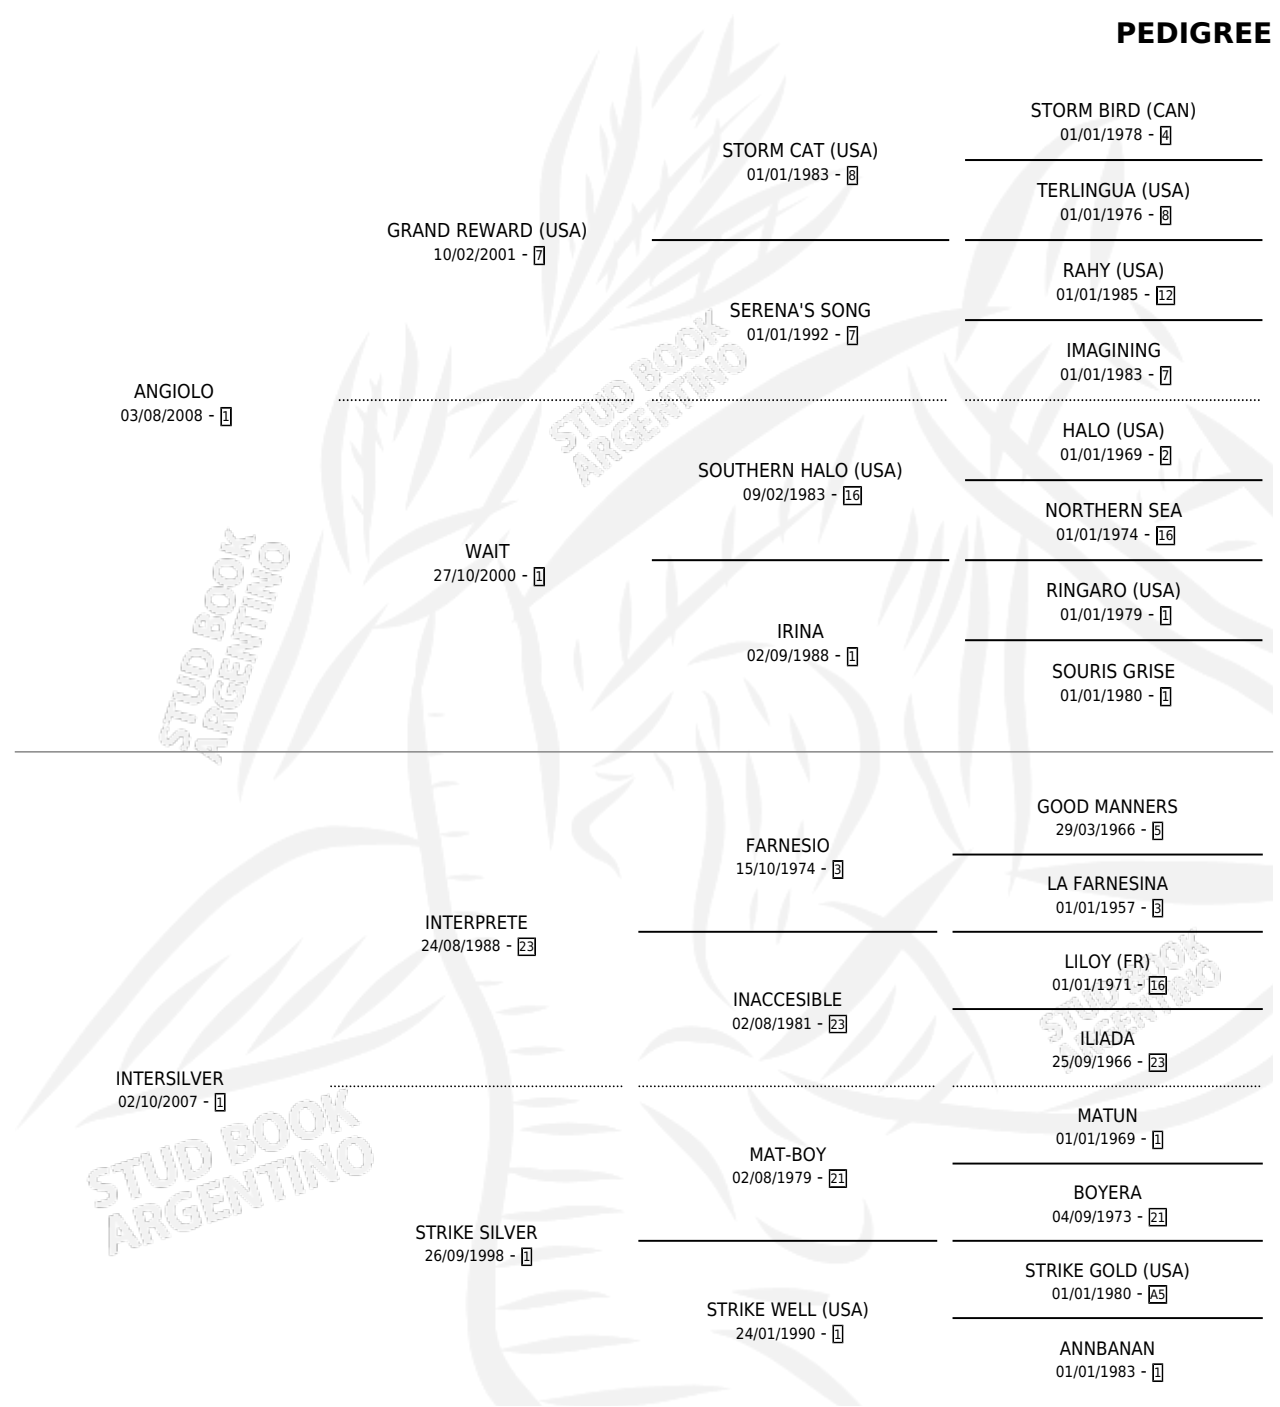 PEDIGREE
STORM BIRD (CAN)
01/01/1978 - 4
STORM CAT (USA)
01/01/1983 - 8
TERLINGUA (USA)
01/01/1976 - 8
GRAND REWARD (USA)
10/02/2001 - 7
RAHY (USA)
01/01/1985 - 12
SERENA'S SONG
01/01/1992 - 7
IMAGINING
01/01/1983 - 7
ANGIOLO
03/08/2008 - 1
HALO (USA)
01/01/1969 - 2
SOUTHERN HALO (USA)
09/02/1983 - 16
NORTHERN SEA
01/01/1974 - 16
WAIT
27/10/2000 - 1
RINGARO (USA)
01/01/1979 - 1
IRINA
02/09/1988 - 1
SOURIS GRISE
01/01/1980 - 1
GOOD MANNERS
29/03/1966 - 5
FARNESIO
15/10/1974 - 3
LA FARNESINA
01/01/1957 - 3
INTERPRETE
24/08/1988 - 23
LILOY (FR)
01/01/1971 - 16
INACCESIBLE
02/08/1981 - 23
ILIADA
25/09/1966 - 23
INTERSILVER
02/10/2007 - 1
MATUN
01/01/1969 - 1
MAT-BOY
02/08/1979 - 21
BOYERA
04/09/1973 - 21
STRIKE SILVER
26/09/1998 - 1
STRIKE GOLD (USA)
01/01/1980 - A5
STRIKE WELL (USA)
24/01/1990 - 1
ANNBANAN
01/01/1983 - 1
STUD BOOK
ARGENTINO
STUD BOOK
ARGENTINO
STUD BOOK
ARGENTINO
STUD BOOK
ARGENTINO